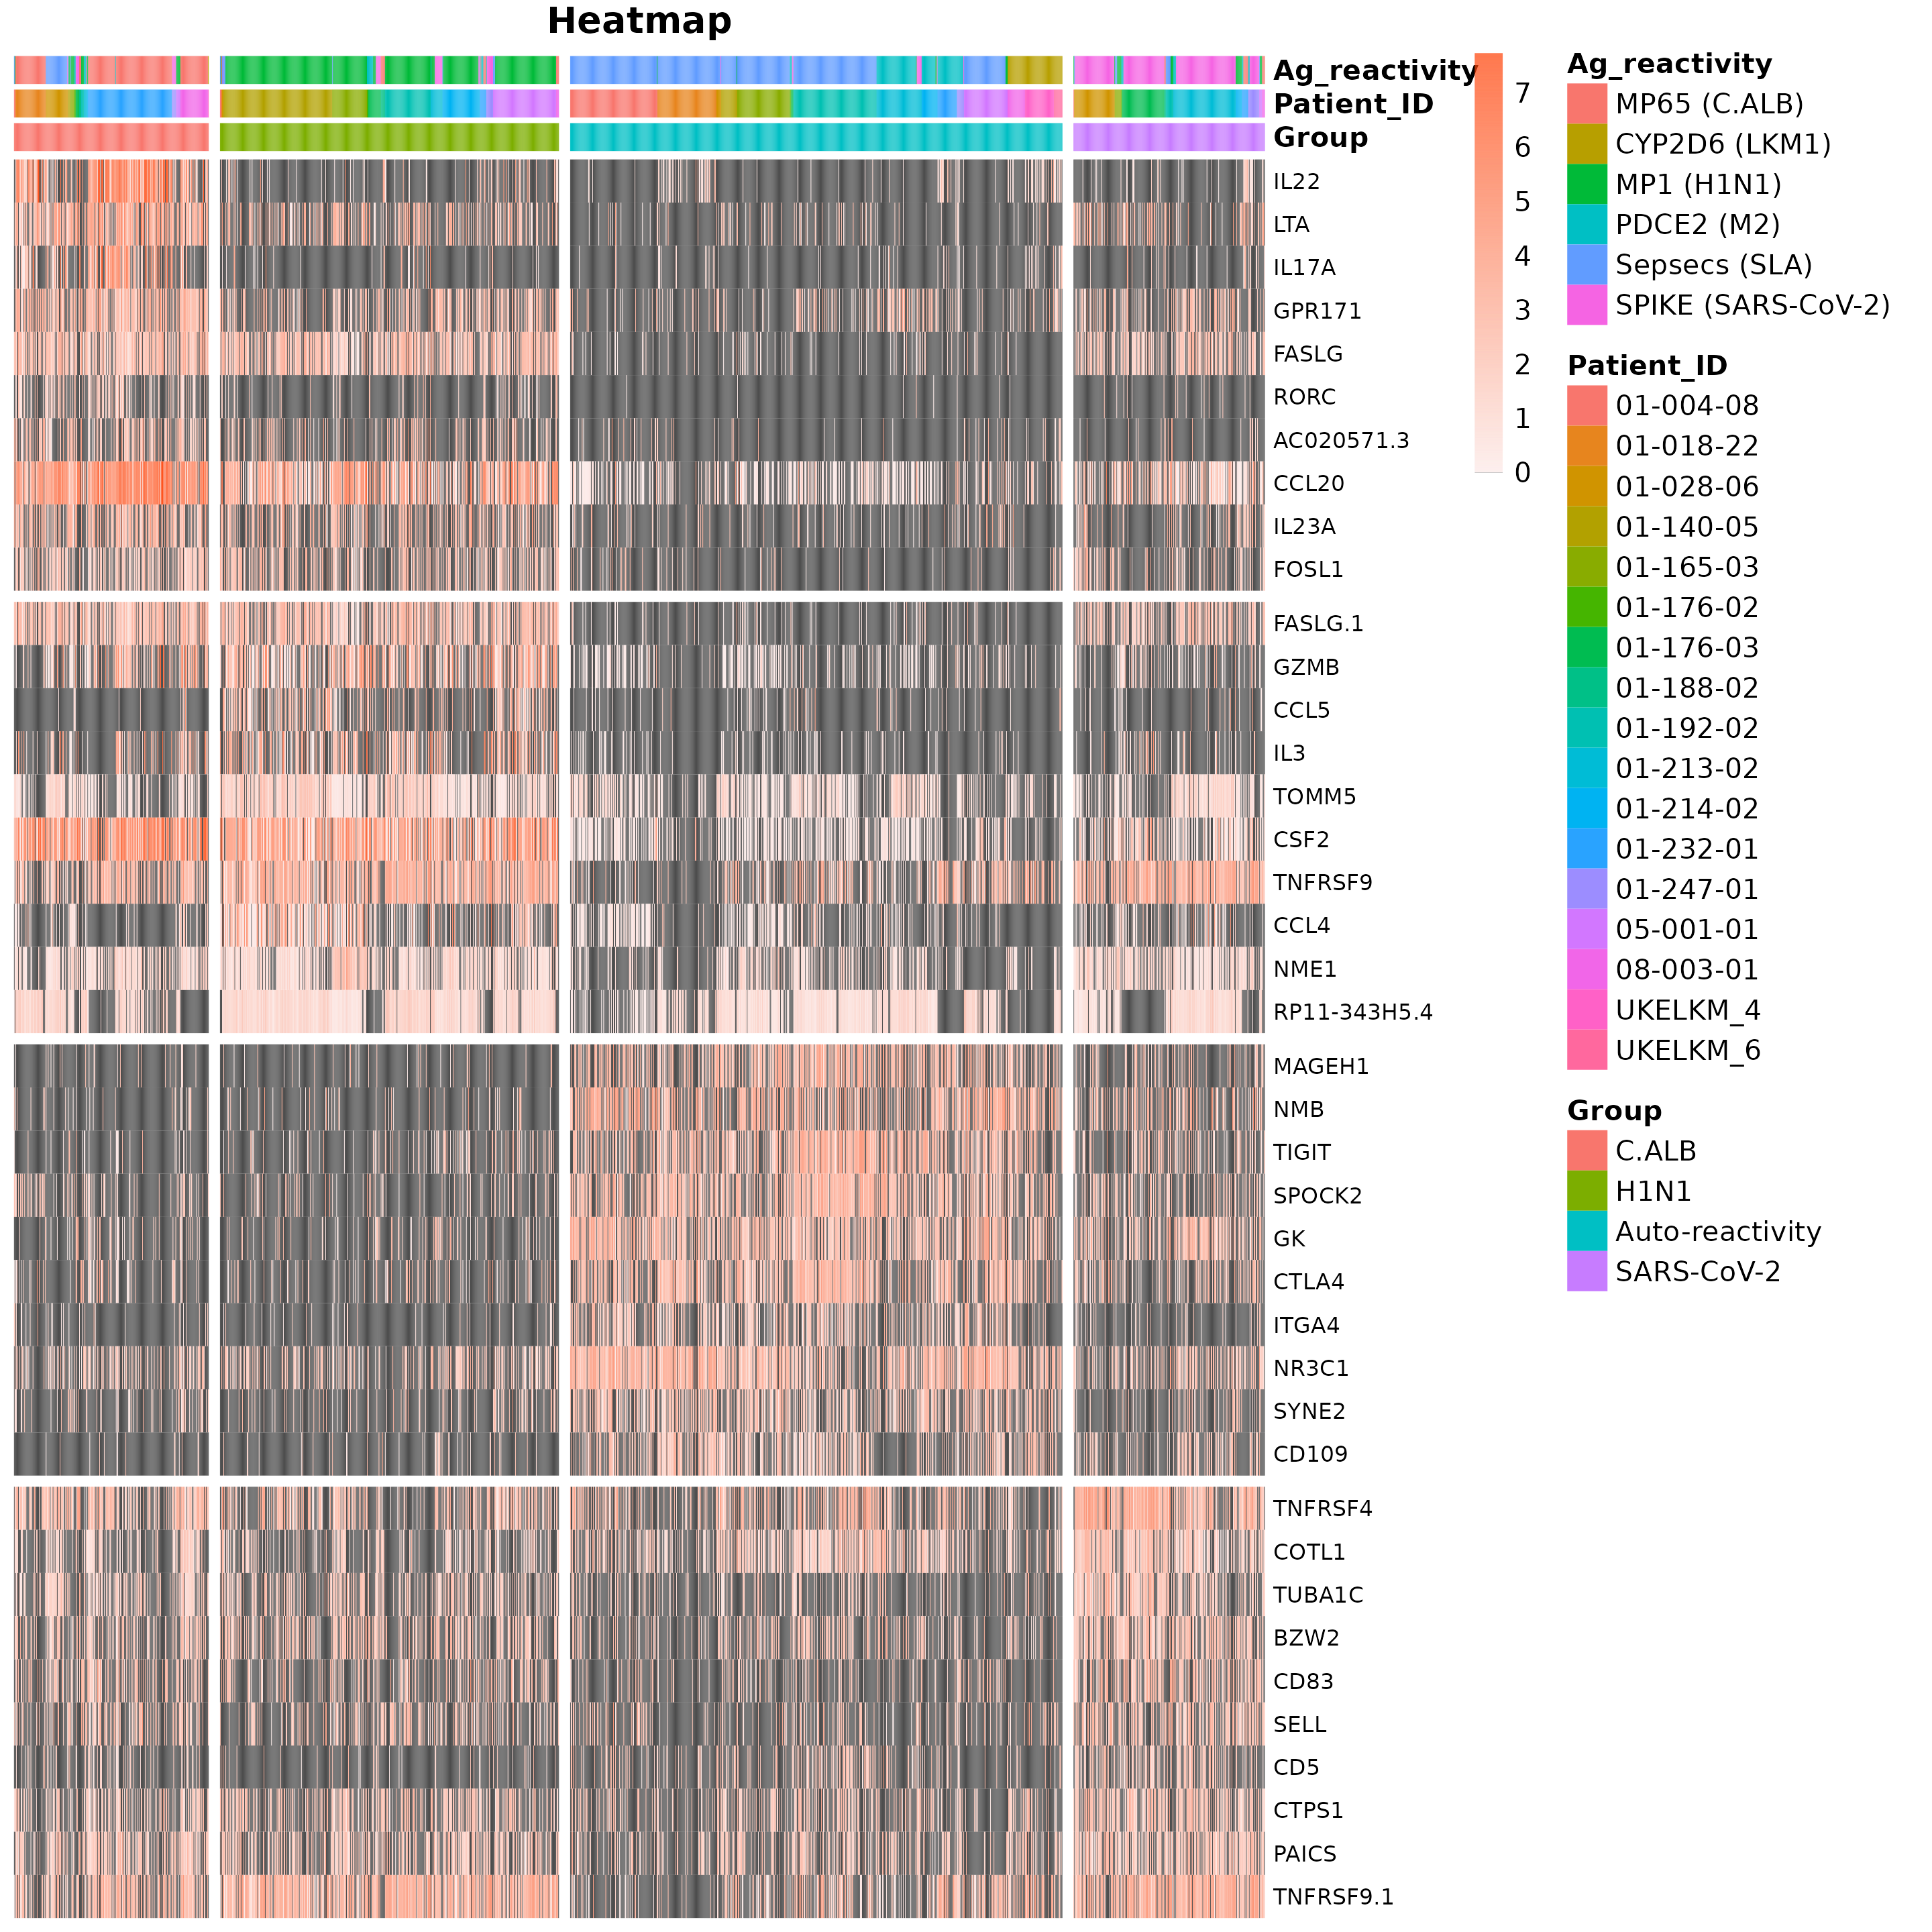 Heatmap
Ag_reactivity
Patient_ID
Group
IL22
LTA
IL17A
GPR171
FASLG
RORC
AC020571.3
CCL20
IL23A
FOSL1
FASLG.1
GZMB
CCL5
IL3
TOMM5
CSF2
TNFRSF9
CCL4
NME1
RP11-343H5.4
MAGEH1
NMB
TIGIT
SPOCK2
GK
CTLA4
ITGA4
NR3C1
SYNE2
CD109
TNFRSF4
COTL1
TUBA1C
BZW2
CD83
SELL
CD5
CTPS1
PAICS
TNFRSF9.1
7
6
5
4
3
2
1
0
Ag_reactivity
MP65 (C.ALB)
CYP2D6 (LKM1)
MP1 (H1N1)
PDCE2 (M2)
Sepsecs (SLA)
SPIKE (SARS-CoV-2)
Patient_ID
01-004-08
01-018-22
01-028-06
01-140-05
01-165-03
01-176-02
01-176-03
01-188-02
01-192-02
01-213-02
01-214-02
01-232-01
01-247-01
05-001-01
08-003-01
UKELKM_4
UKELKM_6
Group
C.ALB
H1N1
Auto-reactivity
SARS-CoV-2